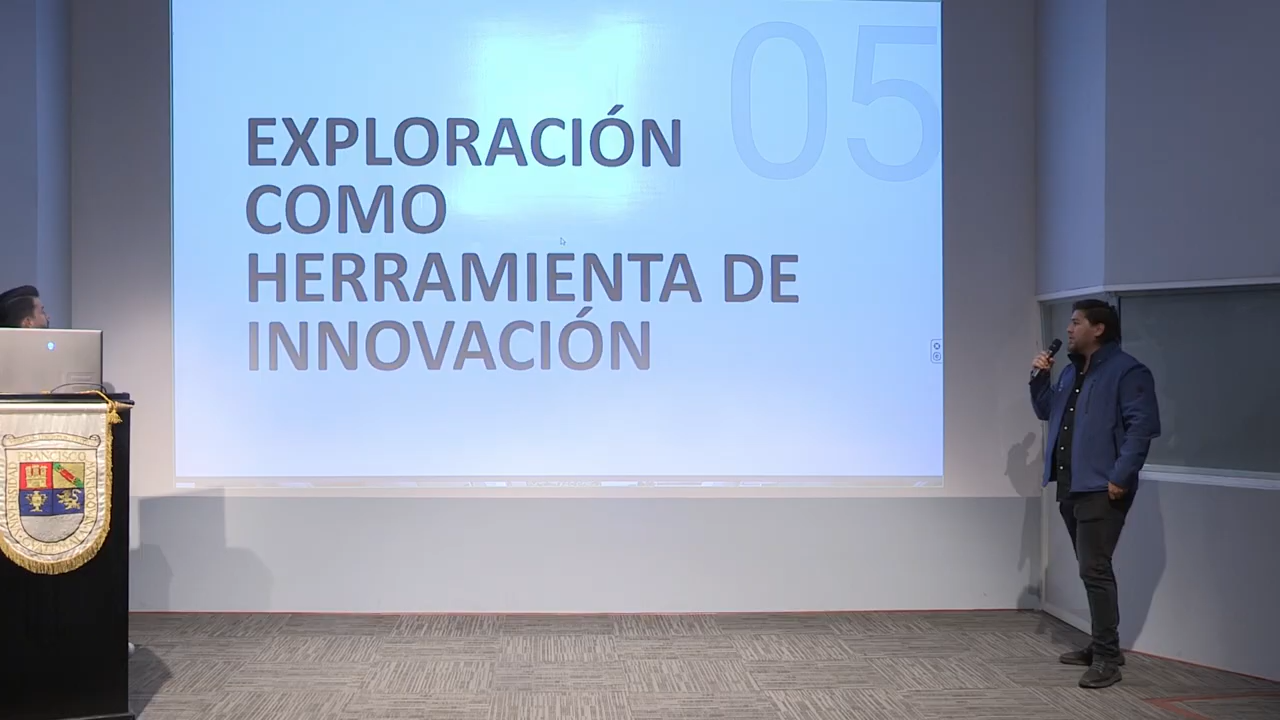 05
EXPLORACIÓN
COMO
HERRAMIENTA DE
INNOVACIÓN
FRANCISCO